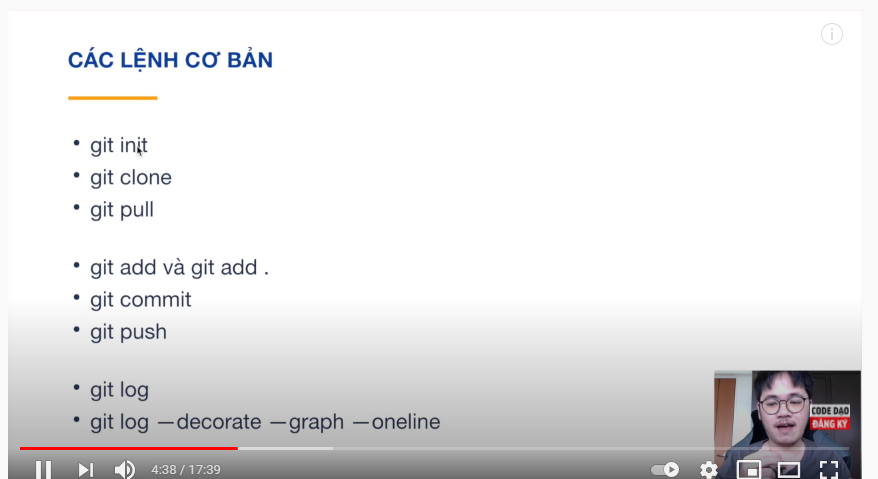 CÁC LỆNH CƠ BẢN
• git init
• git clone
• git pull
• git add và git add .
• git commit
• git push
• git log
• git log —decorate —graph —oneline
CODE DẠO
ĐĂNG KÝ
4:38 / 17:39